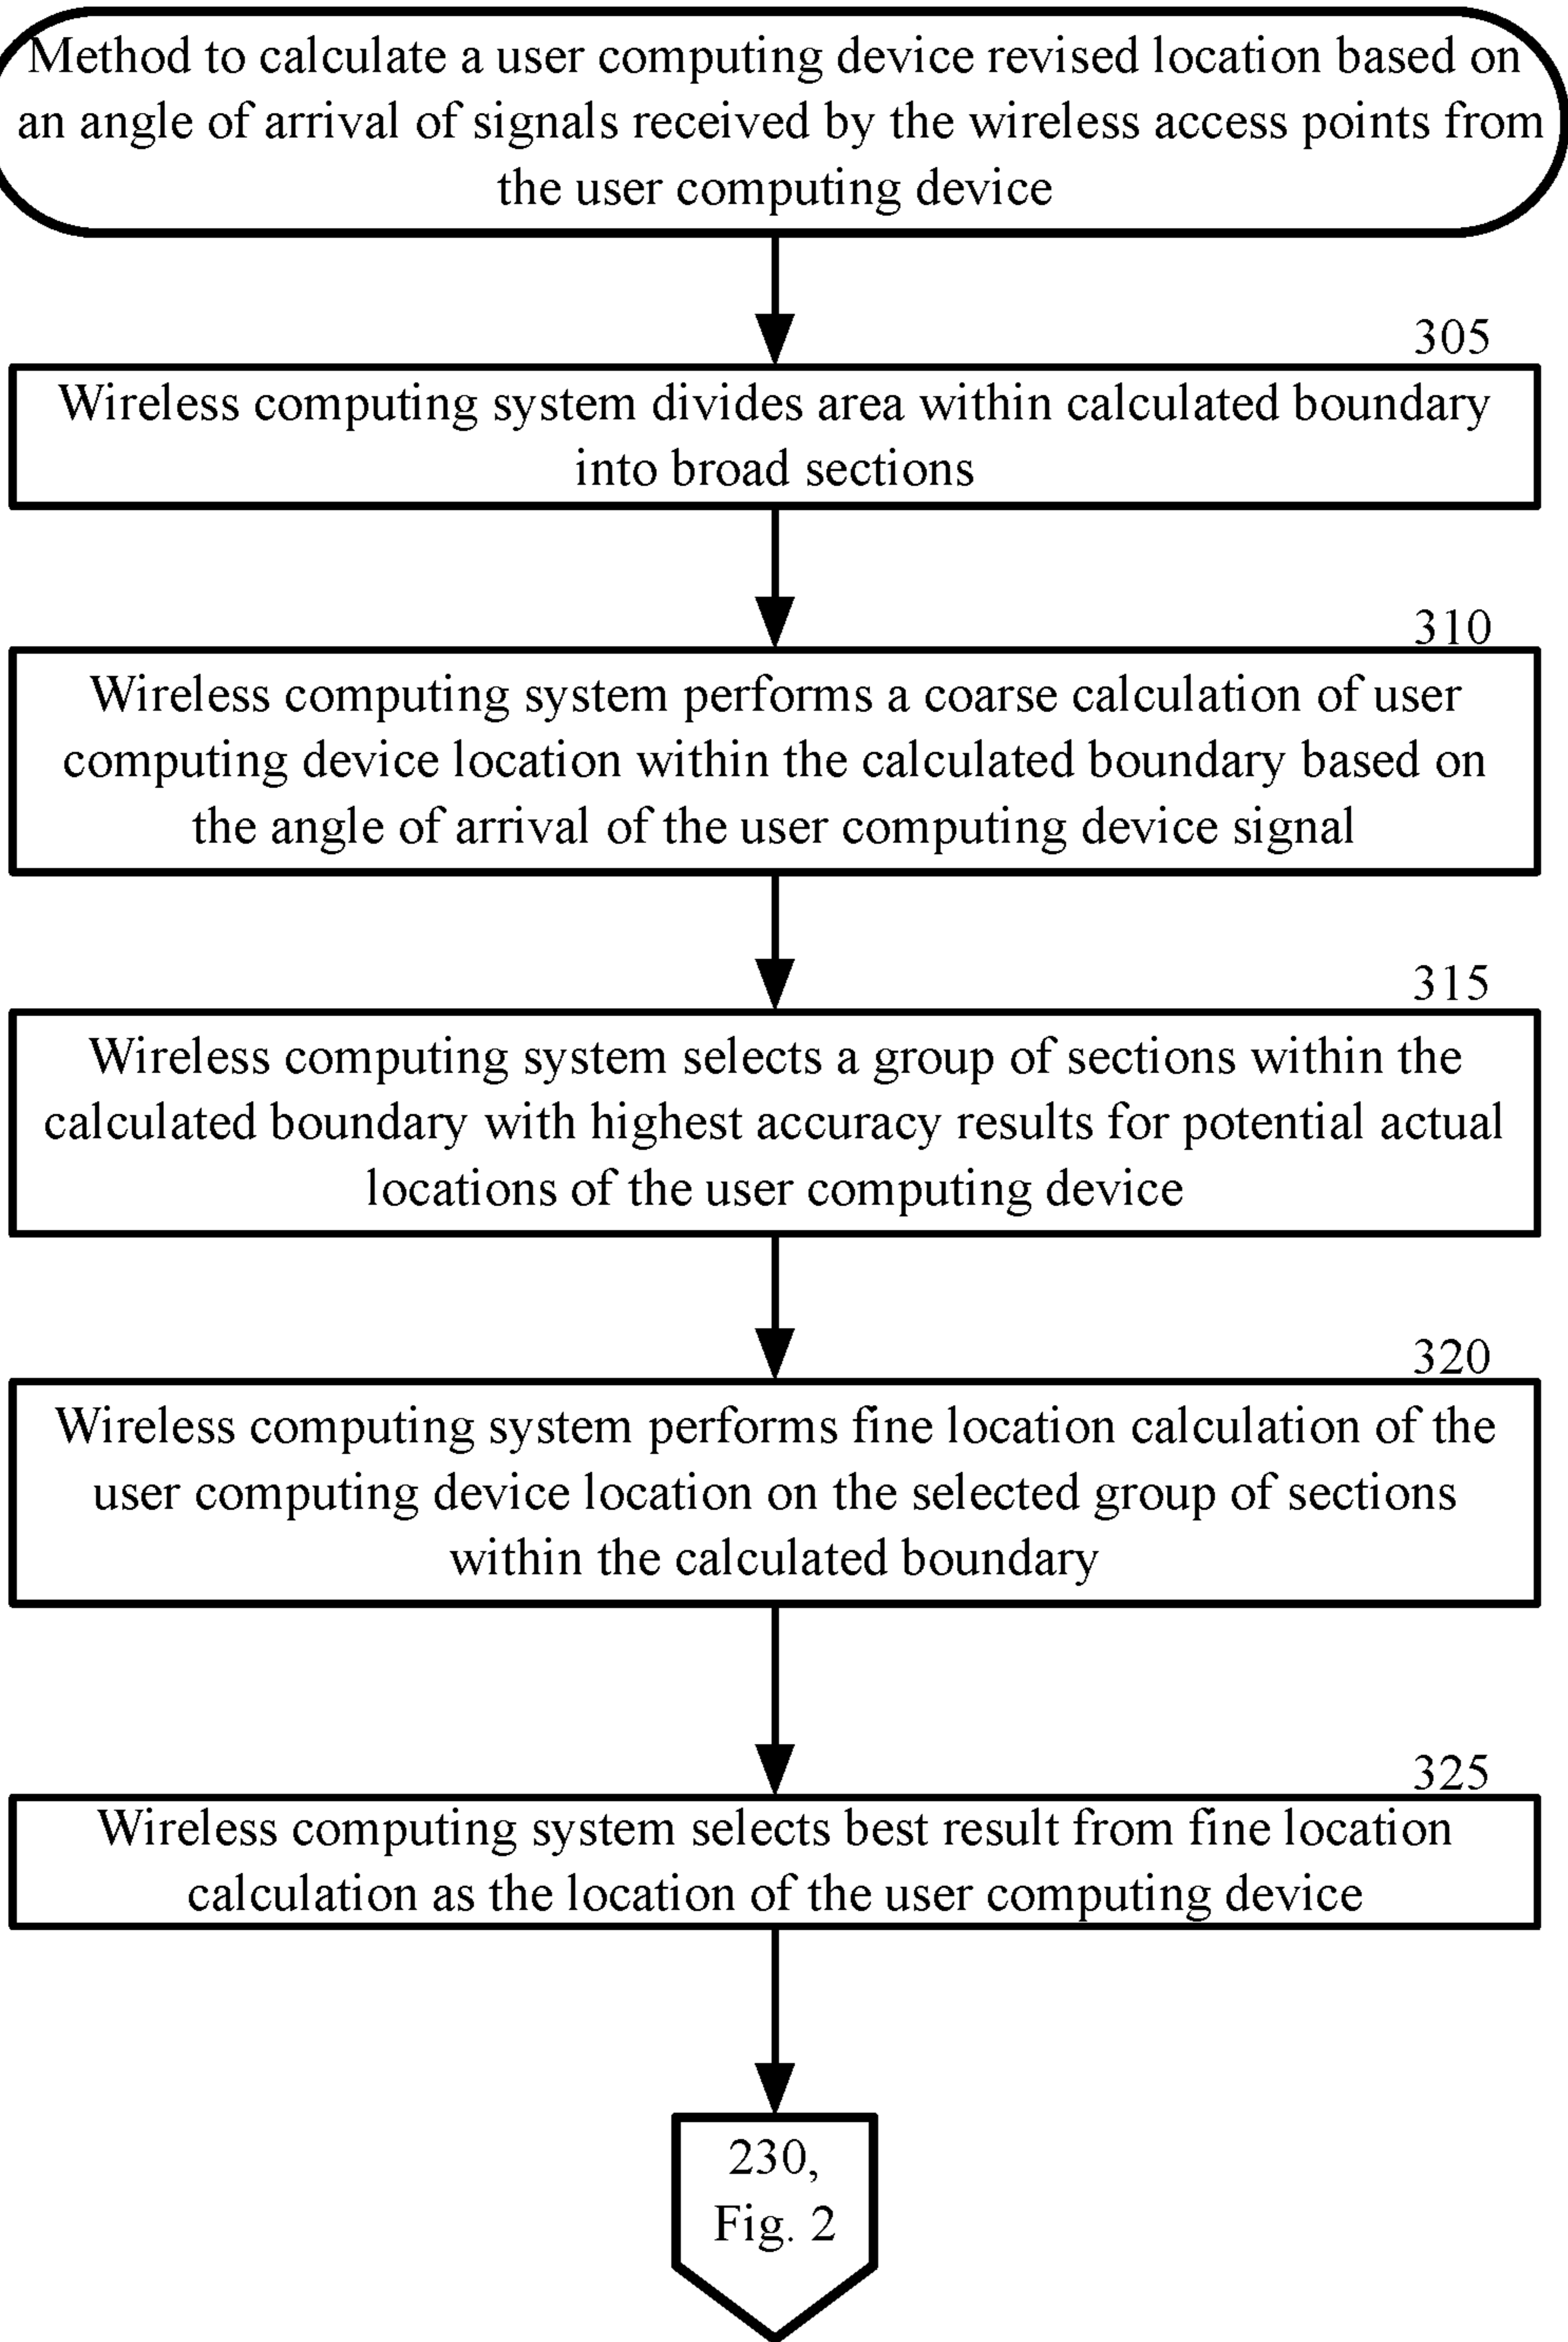 Method to calculate a user computing device revised location based on
an angle of arrival of signals received by the wireless access points from
the user computing device
305
Wireless computing system divides area within calculated boundary
into broad sections
310
Wireless computing system performs a coarse calculation of user
computing device location within the calculated boundary based on
the angle of arrival of the user computing device signal
315
Wireless computing system selects a group of sections within the
calculated boundary with highest accuracy results for potential actual
locations of the user computing device
320
Wireless computing system performs fine location calculation of the
user computing device location on the selected group of sections
within the calculated boundary
325
Wireless computing system selects best result from fine location
calculation as the location of the user computing device
230,
Fig. 2